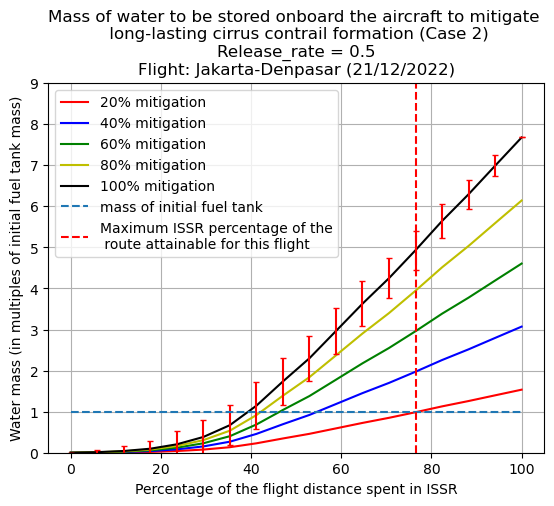 Mass of water to be stored onboard the aircraft to mitigate
long-lasting cirrus contrail formation (Case 2)
Release_rate = 0.5
Flight: Jakarta-Denpasar (21/12/2022)
Water mass (in multiples of initial fuel tank mass)
9
8
7
6
5
4
3
2
1
0
20% mitigation
40% mitigation
60% mitigation
80% mitigation
100% mitigation
mass of initial fuel tank
Maximum ISSR percentage of the
route attainable for this flight
0
20
40
60
80
100
Percentage of the flight distance spent in ISSR